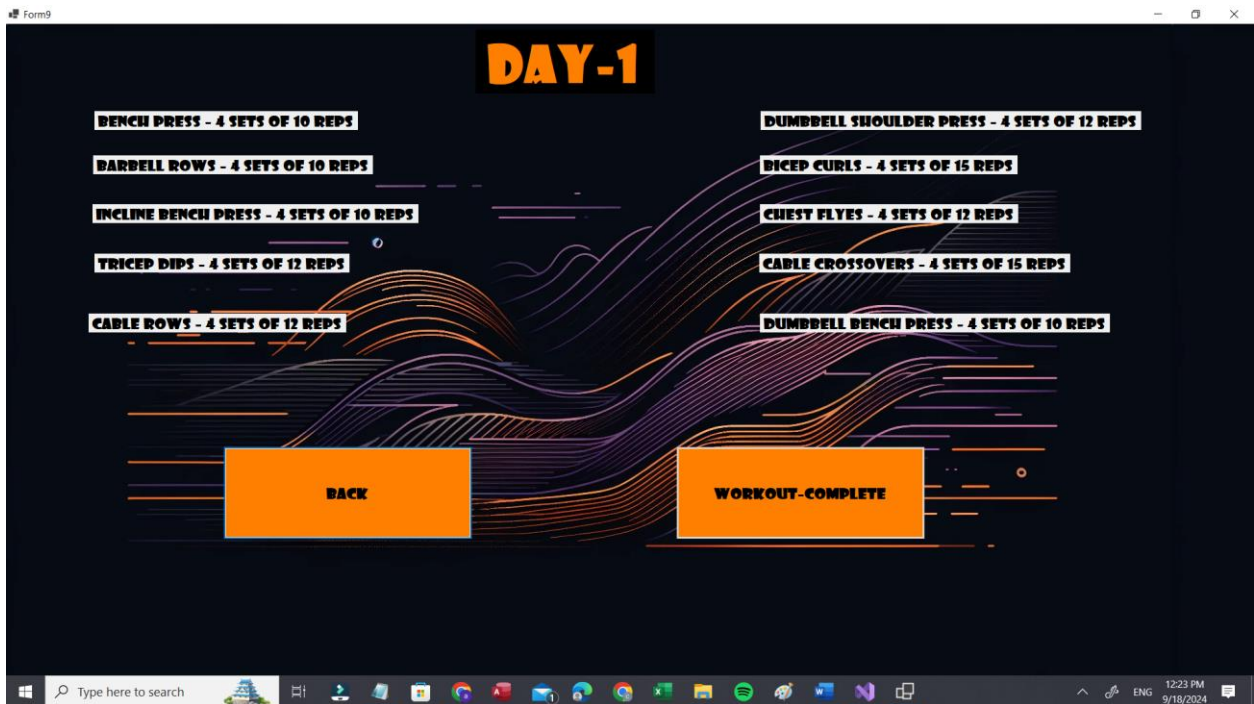 Form9
DAY-1
BENCH PRESS - 4 SETS OF 10 REPS
BARBELL ROWS - 4 SETS OF 10 REPS
INCLINE BENCH PRESS - 4 SETS OF 10 REPS
TRICEP DIPS - 4 SETS OF 12 REPS
CABLE ROWS - 4 SETS OF 12 REPS
DUMBBELL SHOULDER PRESS - 4 SETS OF 12 REPS
BICEP CURLS - 4 SETS OF 15 REPS
CHEST FLYES - 4 SETS OF 12 REPS
CABLE CROSSOVERS - 4 SETS OF 15 REPS
DUMBBELL BENCH PRESS - 4 SETS OF 10 REPS
BACK
WORKOUT-COMPLETE
Type here to search
ENG
12:23 PM
9/18/2024